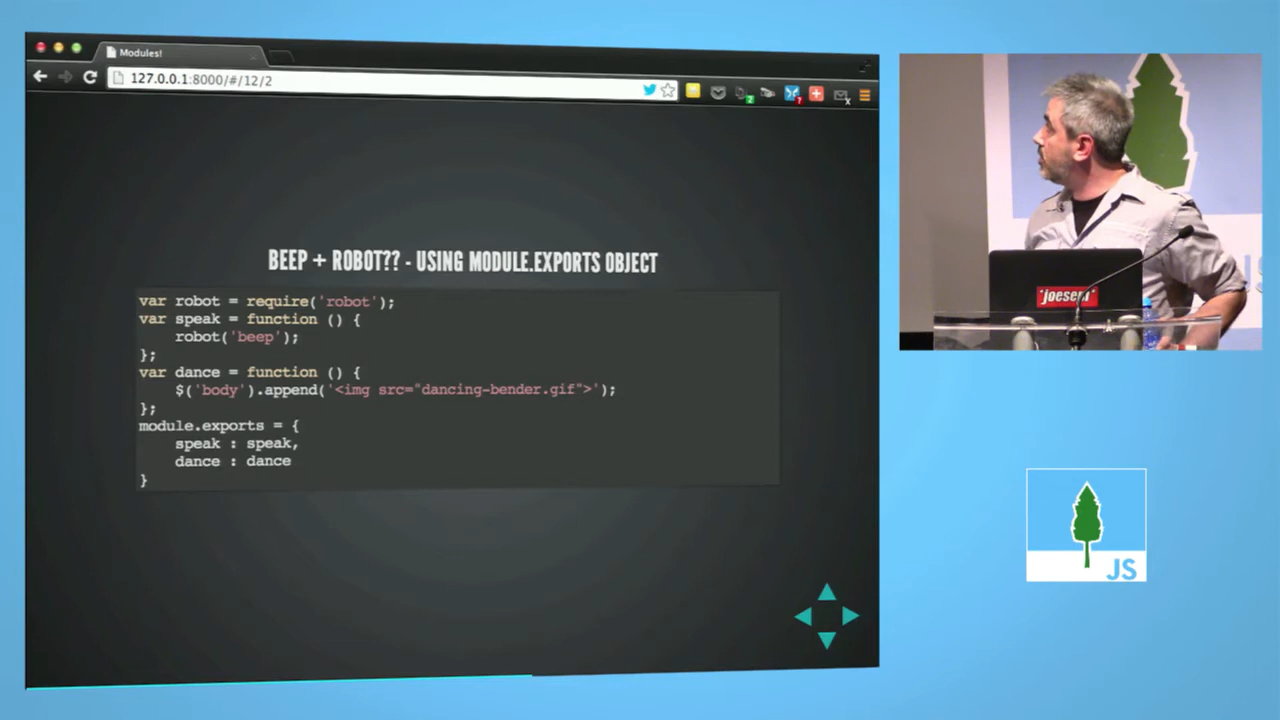 Modules!
127.0.0.1:8000/#/12/2
BEEP + ROBOT?? - USING MODULE.EXPORTS OBJECT
var robot = require('robot');
var speak = function () {
robot('beep');
};
var dance = function () {
$('body').append('<img src="dancing-bender.gif">');
};
module.exports = {
speak : speak,
dance : dance
}
JS